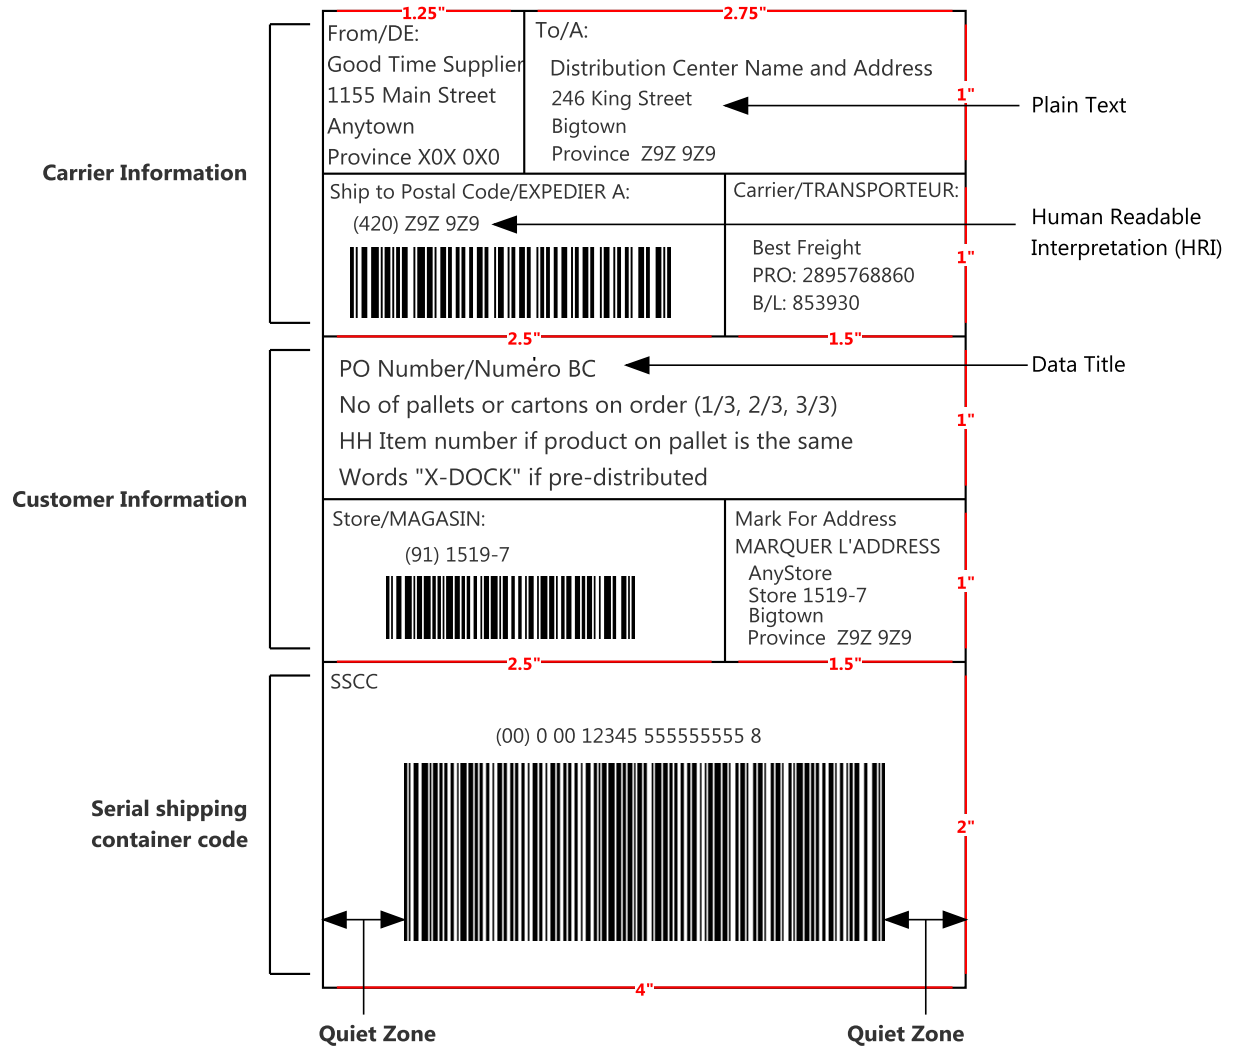 1.25"
2.75"
From/DE:
Good Time Supplier
1155 Main Street
Anytown
Province X0X 0X0
To/A:
Distribution Center Name and Address
246 King Street
Bigtown
Province Z9Z 9Z9
1"
Plain Text
Carrier Information
Ship to Postal Code/EXPEDIER A:
(420) Z9Z 9Z9
Carrier/TRANSPORTEUR:
Best Freight
PRO: 2895768860
B/L: 853930
1"
Human Readable
Interpretation (HRI)
2.5"
1.5"
PO Number/Numéro BC
No of pallets or cartons on order (1/3, 2/3, 3/3)
HH Item number if product on pallet is the same
Words "X-DOCK" if pre-distributed
Data Title
1"
Customer Information
Store/MAGASIN:
(91) 1519-7
Mark For Address
MARQUER L'ADDRESS
AnyStore
Store 1519-7
Bigtown
Province Z9Z 9Z9
1"
2.5"
1.5"
SSCC
(00) 0 00 12345 555555555 8
Serial shipping
container code
2"
4"
Quiet Zone
Quiet Zone